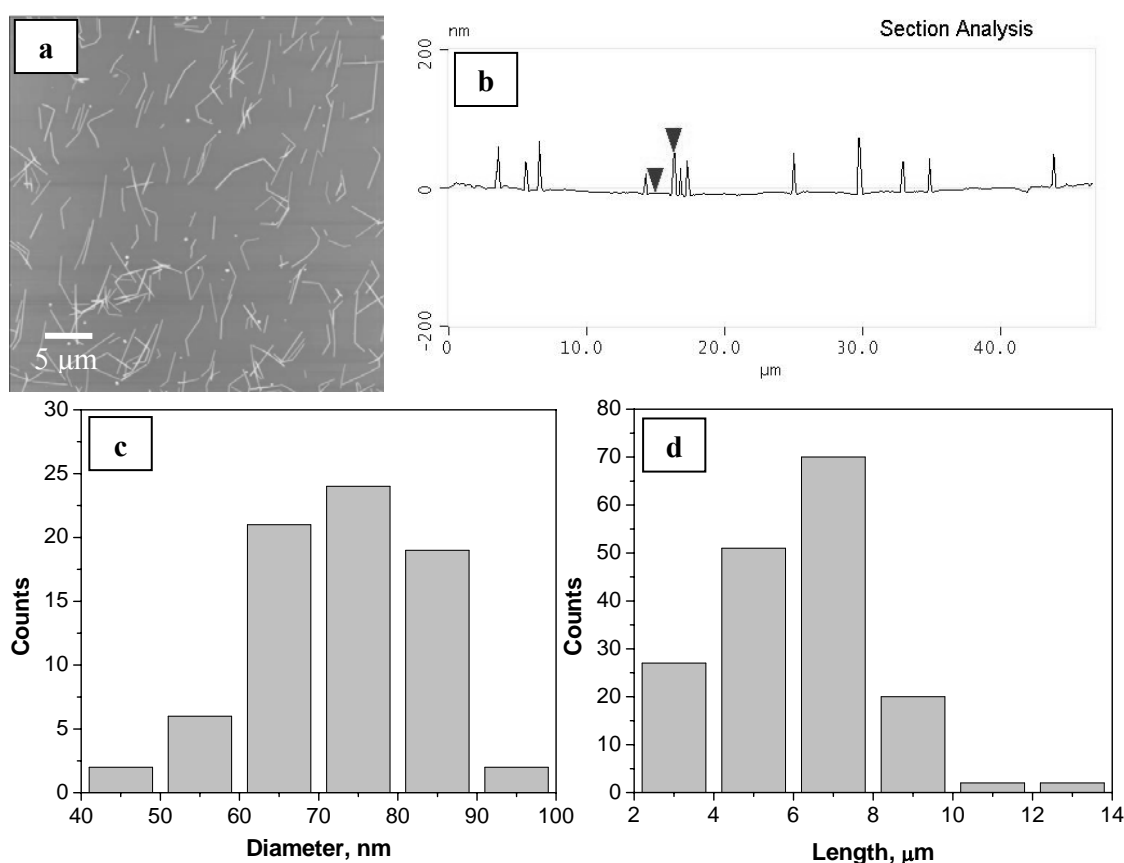 a
5 μm
Section Analysis
nm
b
200
0
-200
0 10.0 20.0 30.0 40.0
μm
c
30
25
20
15
10
5
0
Counts
40 50 60 70 80 90 100
Diameter, nm
d
80
70
60
50
40
30
20
10
0
Counts
2 4 6 8 10 12 14
Length, μm